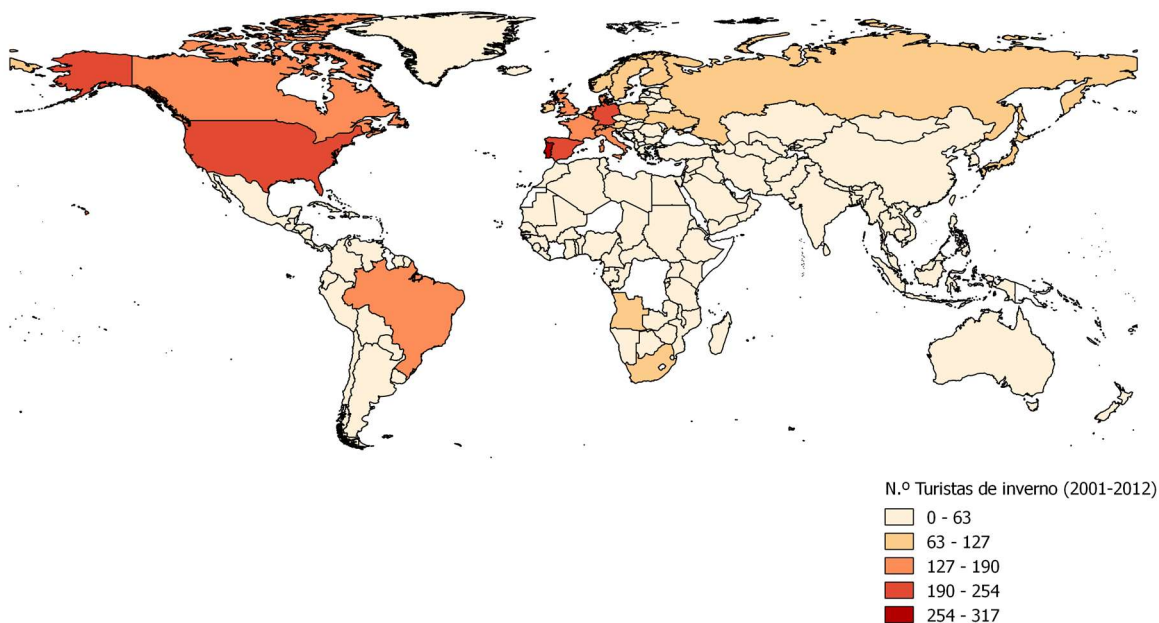 N.º Turistas de inverno (2001-2012)
0 - 63
63 - 127
127 - 190
190 - 254
254 - 317